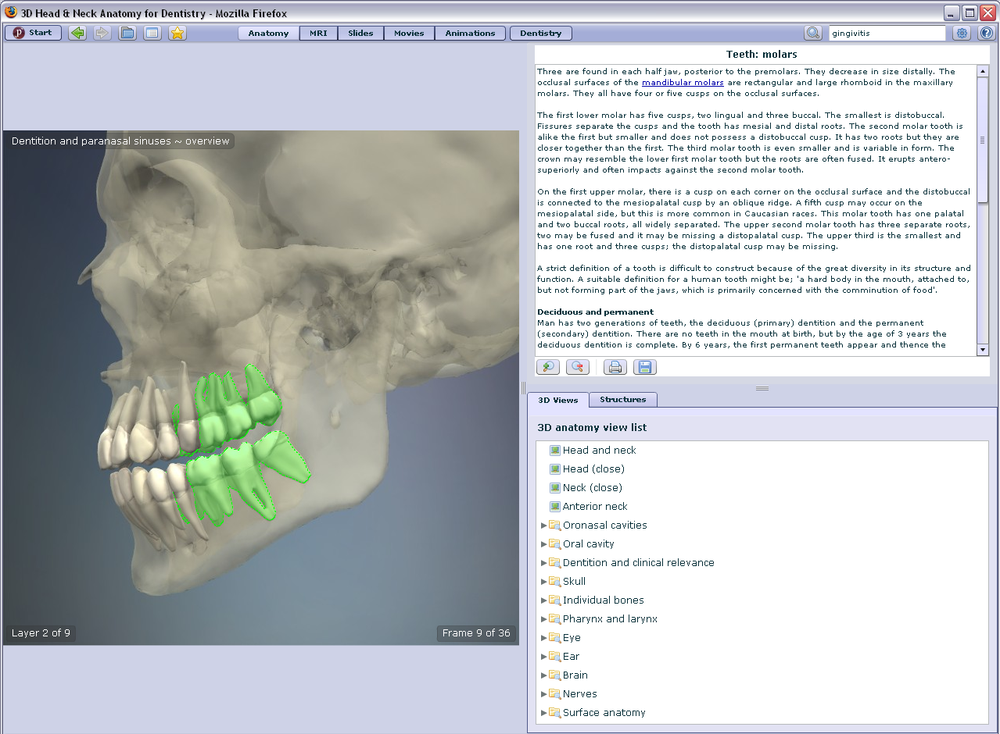 3D Head & Neck Anatomy for Dentistry - Mozilla Firefox
Start
Anatomy
MRI
Slides
Movies
Animations
Dentistry
gingivitis
Dentition and paranasal sinuses ~ overview
Layer 2 of 9
Frame 9 of 36
Teeth: molars
Three are found in each half jaw, posterior to the premolars. They decrease in size distally. The
occlusal surfaces of the mandibular molars are rectangular and large rhomboid in the maxillary
molars. They all have four or five cusps on the occlusal surfaces.
The first lower molar has five cusps, two lingual and three buccal. The smallest is distobuccal.
Fissures separate the cusps and the tooth has mesial and distal roots. The second molar tooth is
alike the first but smaller and does not possess a distobuccal cusp. It has two roots but they are
closer together than the first. The third molar tooth is even smaller and is variable in form. The
crown may resemble the lower first molar tooth but the roots are often fused. It erupts antero-
superiorly and often impacts against the second molar tooth.
On the first upper molar, there is a cusp on each corner on the occlusal surface and the distobuccal
is connected to the mesiopalatal cusp by an oblique ridge. A fifth cusp may occur on the
mesiopalatal side, but this is more common in Caucasian races. This molar tooth has one palatal
and two buccal roots, all widely separated. The upper second molar tooth has three separate roots,
two may be fused and it may be missing a distopalatal cusp. The upper third is the smallest and
has one root and three cusps; the distopalatal cusp may be missing.
A strict definition of a tooth is difficult to construct because of the great diversity in its structure and
function. A suitable definition for a human tooth might be; 'a hard body in the mouth, attached to,
but not forming part of the jaws, which is primarily concerned with the comminution of food'.
Deciduous and permanent
Man has two generations of teeth, the deciduous (primary) dentition and the permanent
(secondary) dentition. There are no teeth in the mouth at birth, but by the age of 3 years the
deciduous dentition is complete. By 6 years, the first permanent teeth appear and thence the
3D Views
Structures
3D anatomy view list
Head and neck
Head (close)
Neck (close)
Anterior neck
Oronasal cavities
Oral cavity
Dentition and clinical relevance
Skull
Individual bones
Pharynx and larynx
Eye
Ear
Brain
Nerves
Surface anatomy